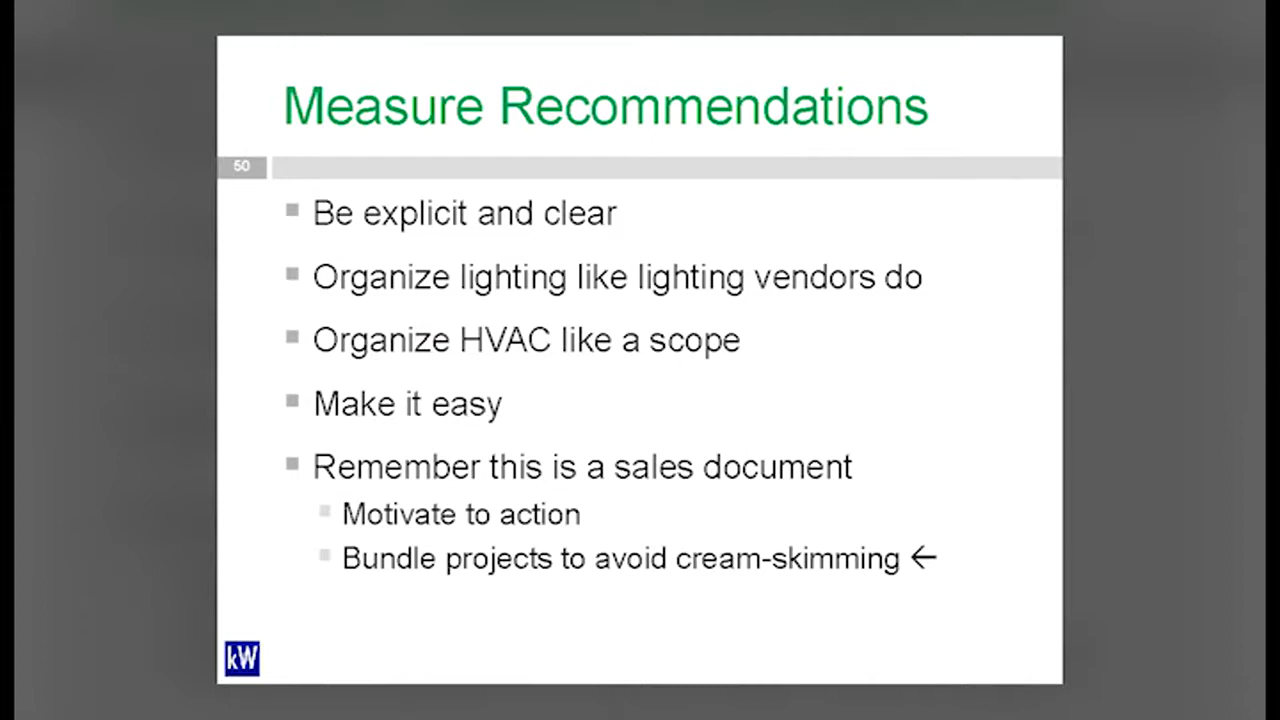 Measure Recommendations
50
Be explicit and clear
Organize lighting like lighting vendors do
Organize HVAC like a scope
Make it easy
Remember this is a sales document
Motivate to action
Bundle projects to avoid cream-skimming ←
kW